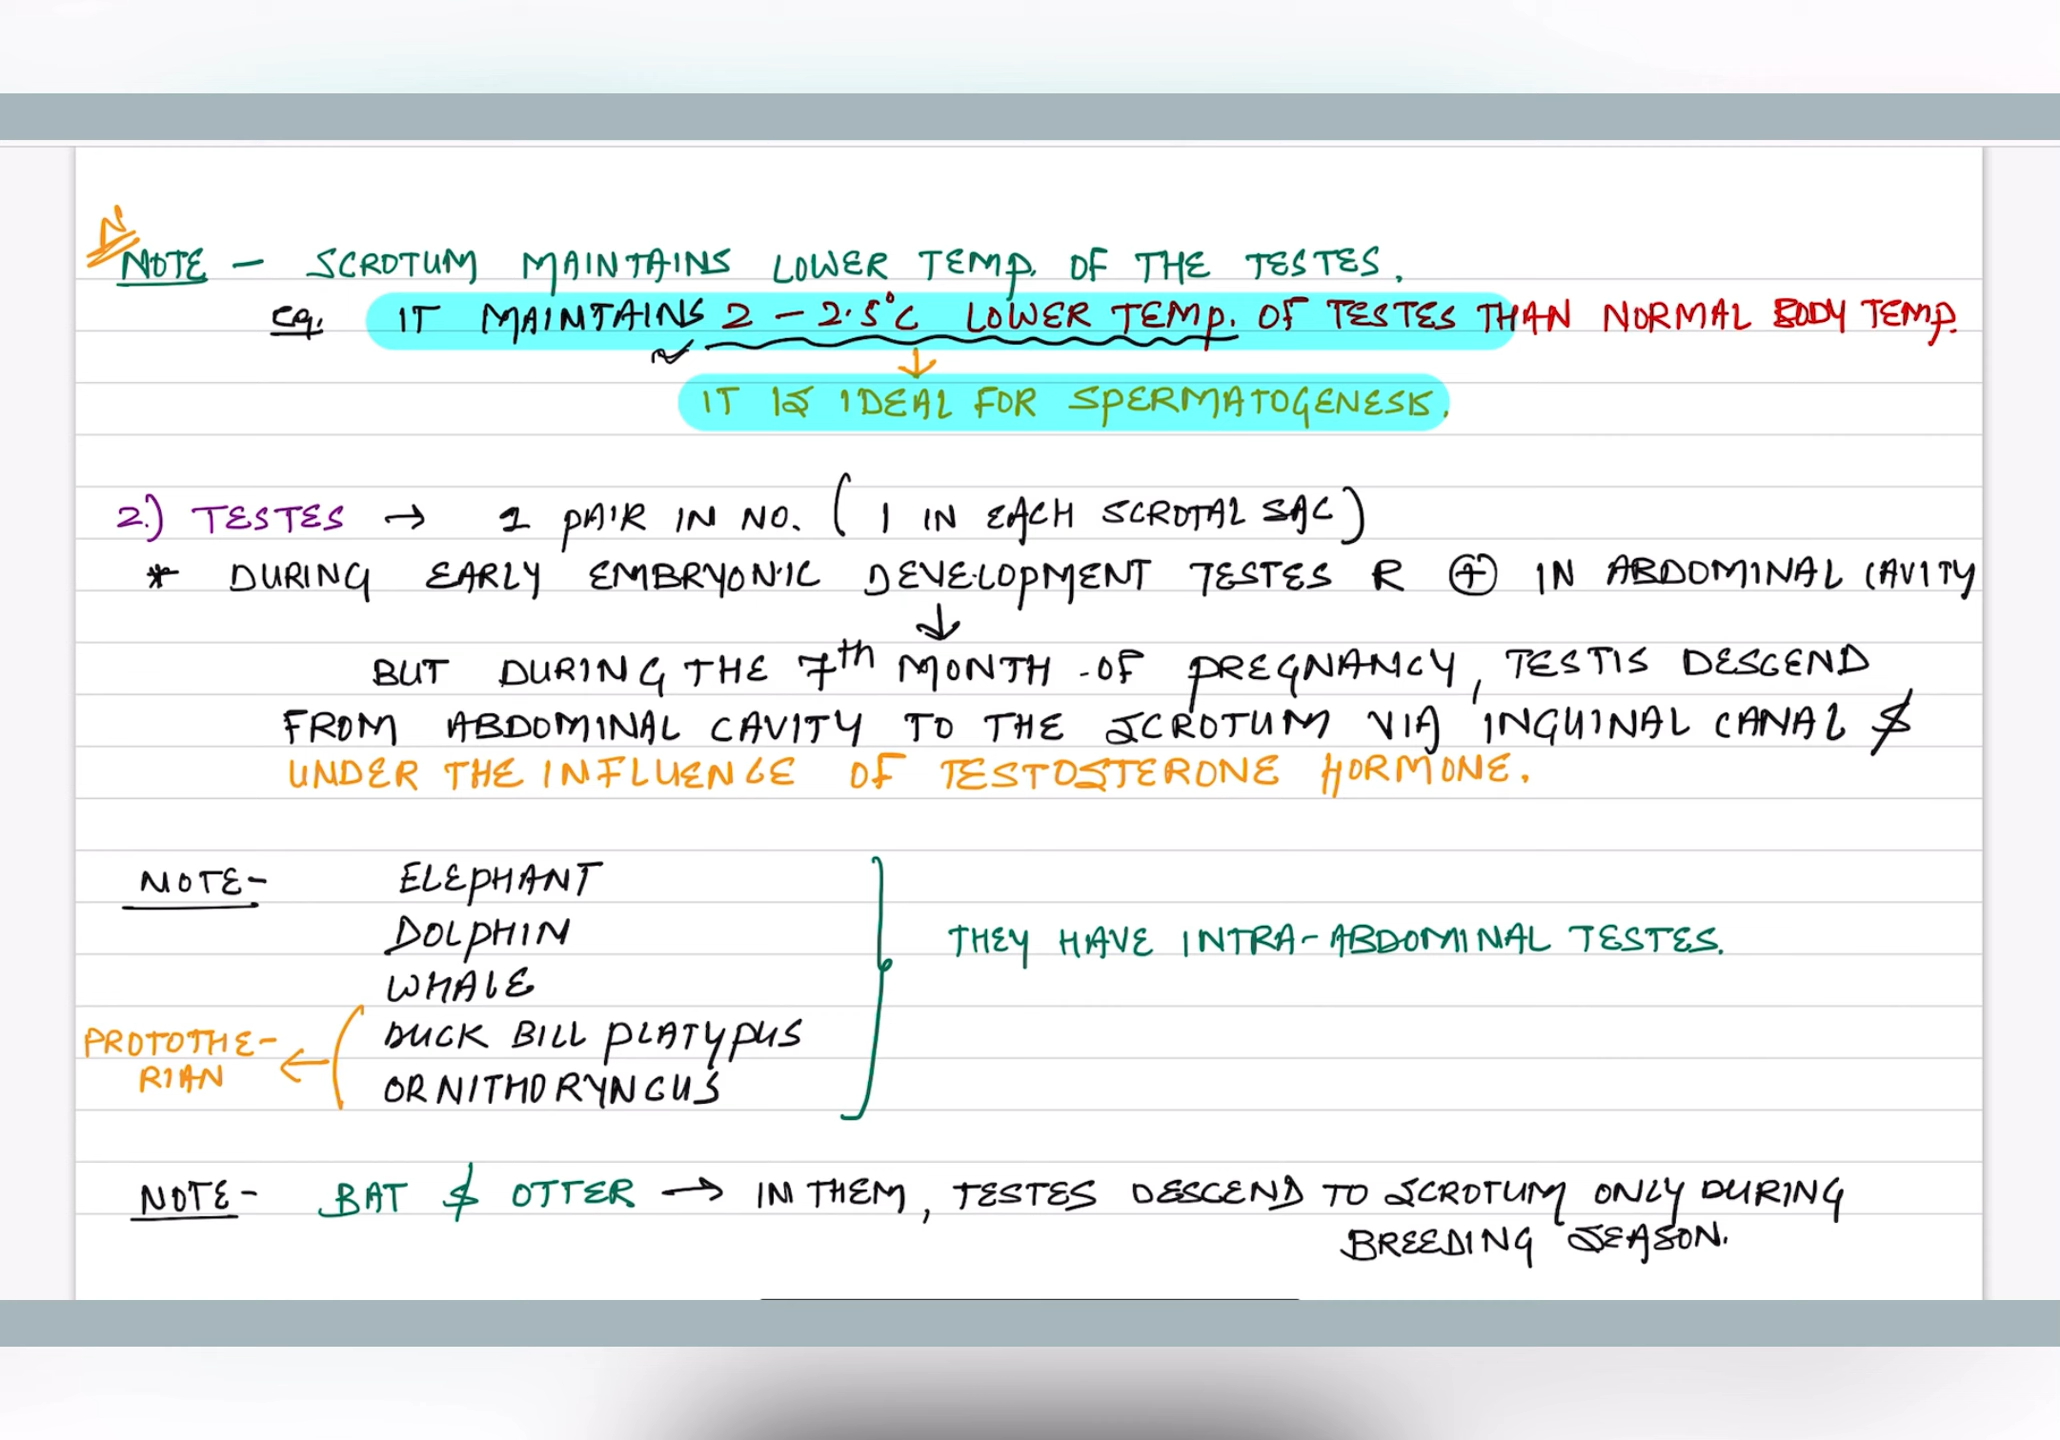 N
NOTE - SCROTUM MAINTAINS LOWER TEMP. OF THE TESTES.
eg. IT MAINTAINS 2 - 2.5°C LOWER TEMP. OF TESTES THAN NORMAL BODY TEMP.
↓
IT IS IDEAL FOR SPERMATOGENESIS.
2.) TESTES → 1 PAIR IN NO. ( 1 IN EACH SCROTAL SAC )
* DURING EARLY EMBRYONIC DEVELOPMENT TESTES R ⊕ IN ABDOMINAL CAVITY
↓
BUT DURING THE 7th MONTH OF PREGNANCY, TESTIS DESCEND
FROM ABDOMINAL CAVITY TO THE SCROTUM VIA INGUINAL CANAL &
UNDER THE INFLUENCE OF TESTOSTERONE HORMONE.
NOTE- ELEPHANT
DOLPHIN
THEY HAVE INTRA-ABDOMINAL TESTES.
WHALE
DUCK BILL PLATYPUS
PROTOTHE-
RIAN ←
ORNITHORYNCUS
NOTE- BAT & OTTER → IN THEM, TESTES DESCEND TO SCROTUM ONLY DURING
BREEDING SEASON.